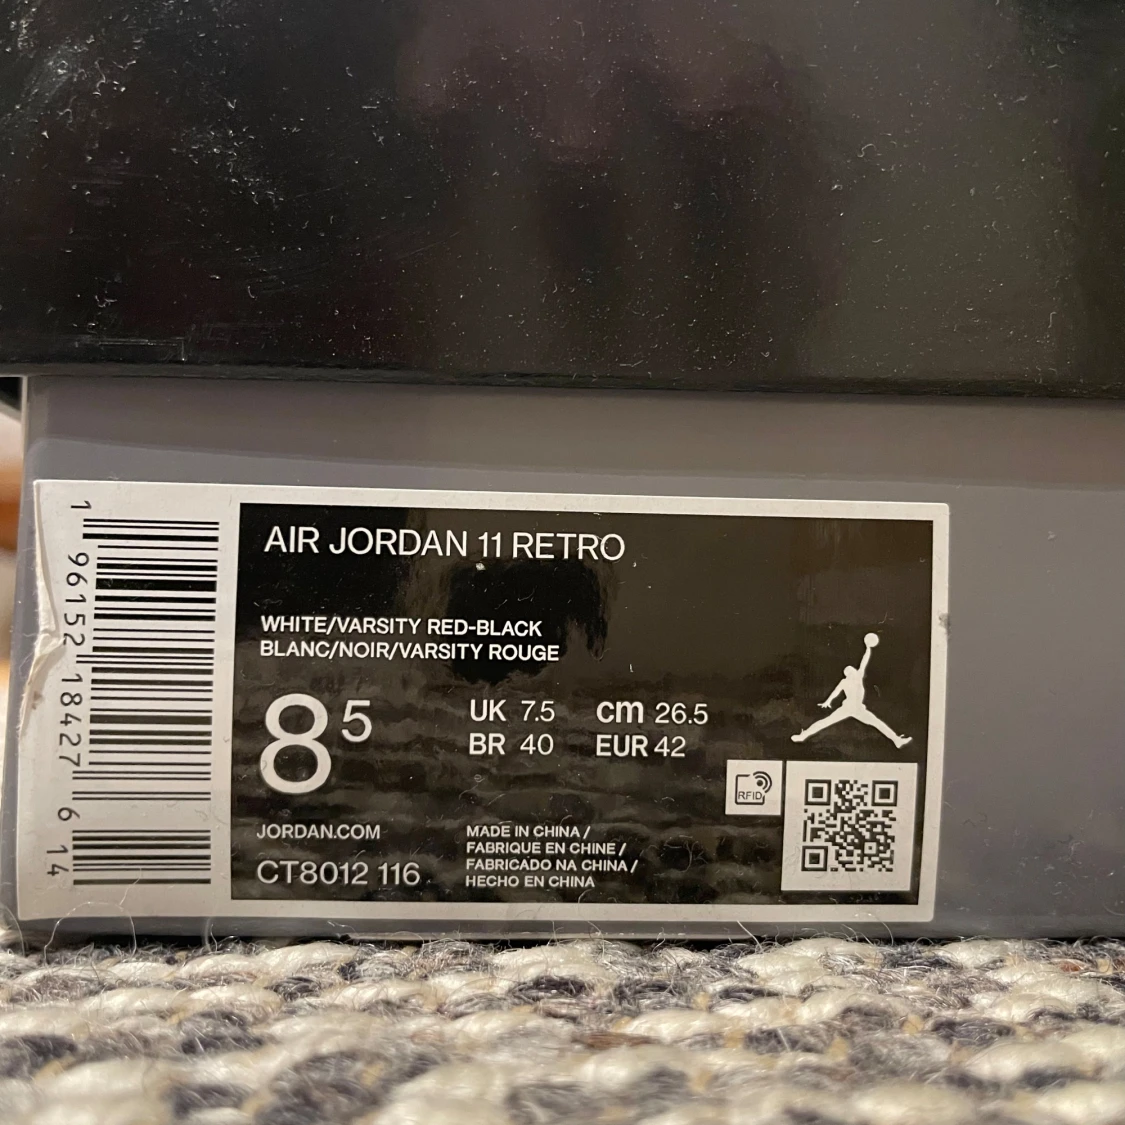 AIR JORDAN 11 RETRO
WHITE/VARSITY RED-BLACK
BLANC/NOIR/VARSITY ROUGE
8 5
UK 7.5 cm 26.5
BR 40 EUR 42
RFID
JORDAN.COM
CT8012 116
MADE IN CHINA /
FABRIQUE EN CHINE /
FABRICADO NA CHINA /
HECHO EN CHINA
1 96152 18427 6 14